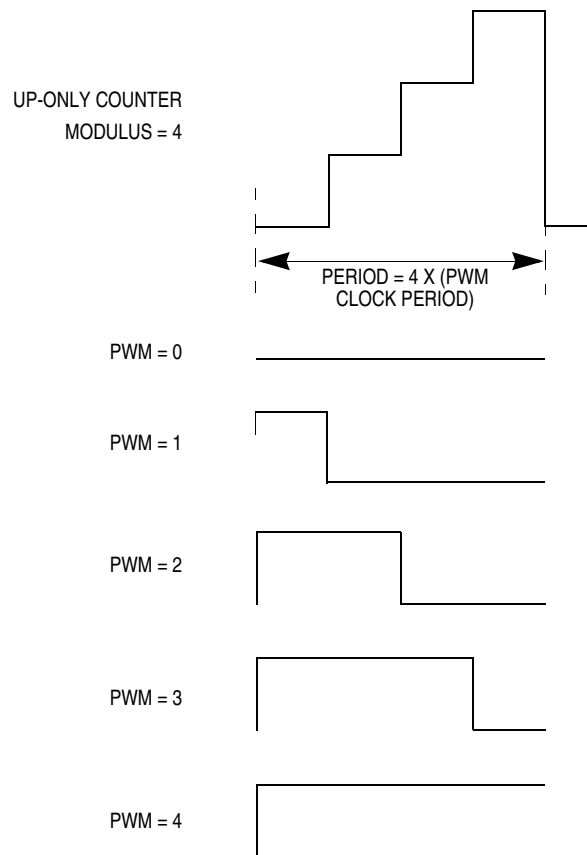 UP-ONLY COUNTER
MODULUS = 4
PERIOD = 4 X (PWM
CLOCK PERIOD)
PWM = 0
PWM = 1
PWM = 2
PWM = 3
PWM = 4